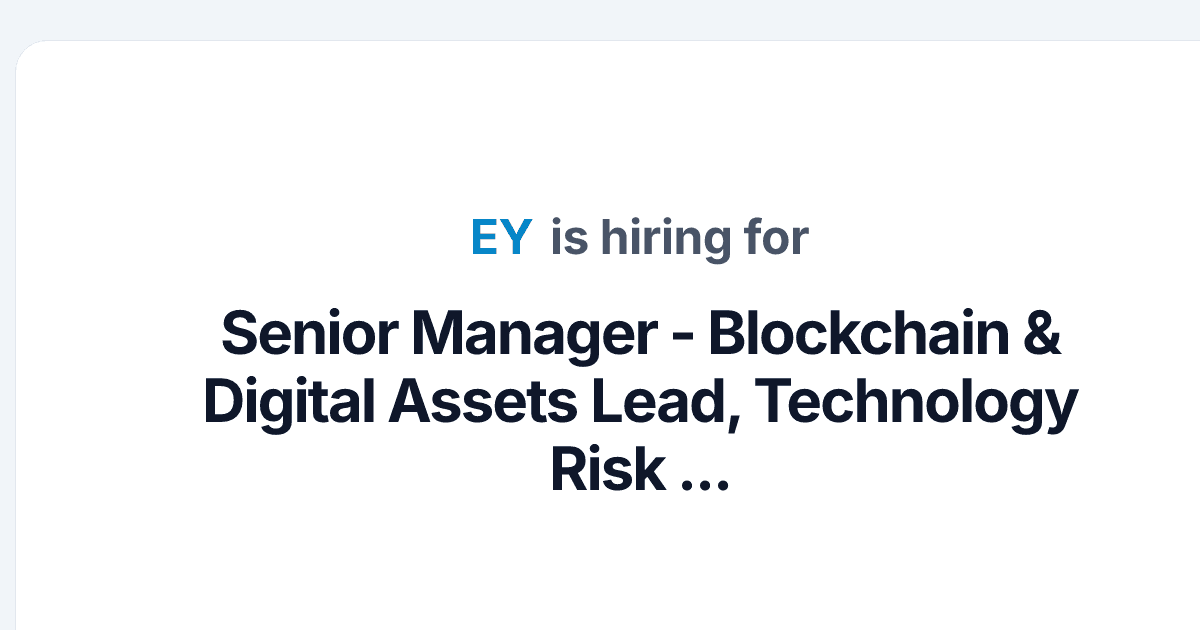 EY is hiring for
Senior Manager - Blockchain &
Digital Assets Lead, Technology
Risk ...